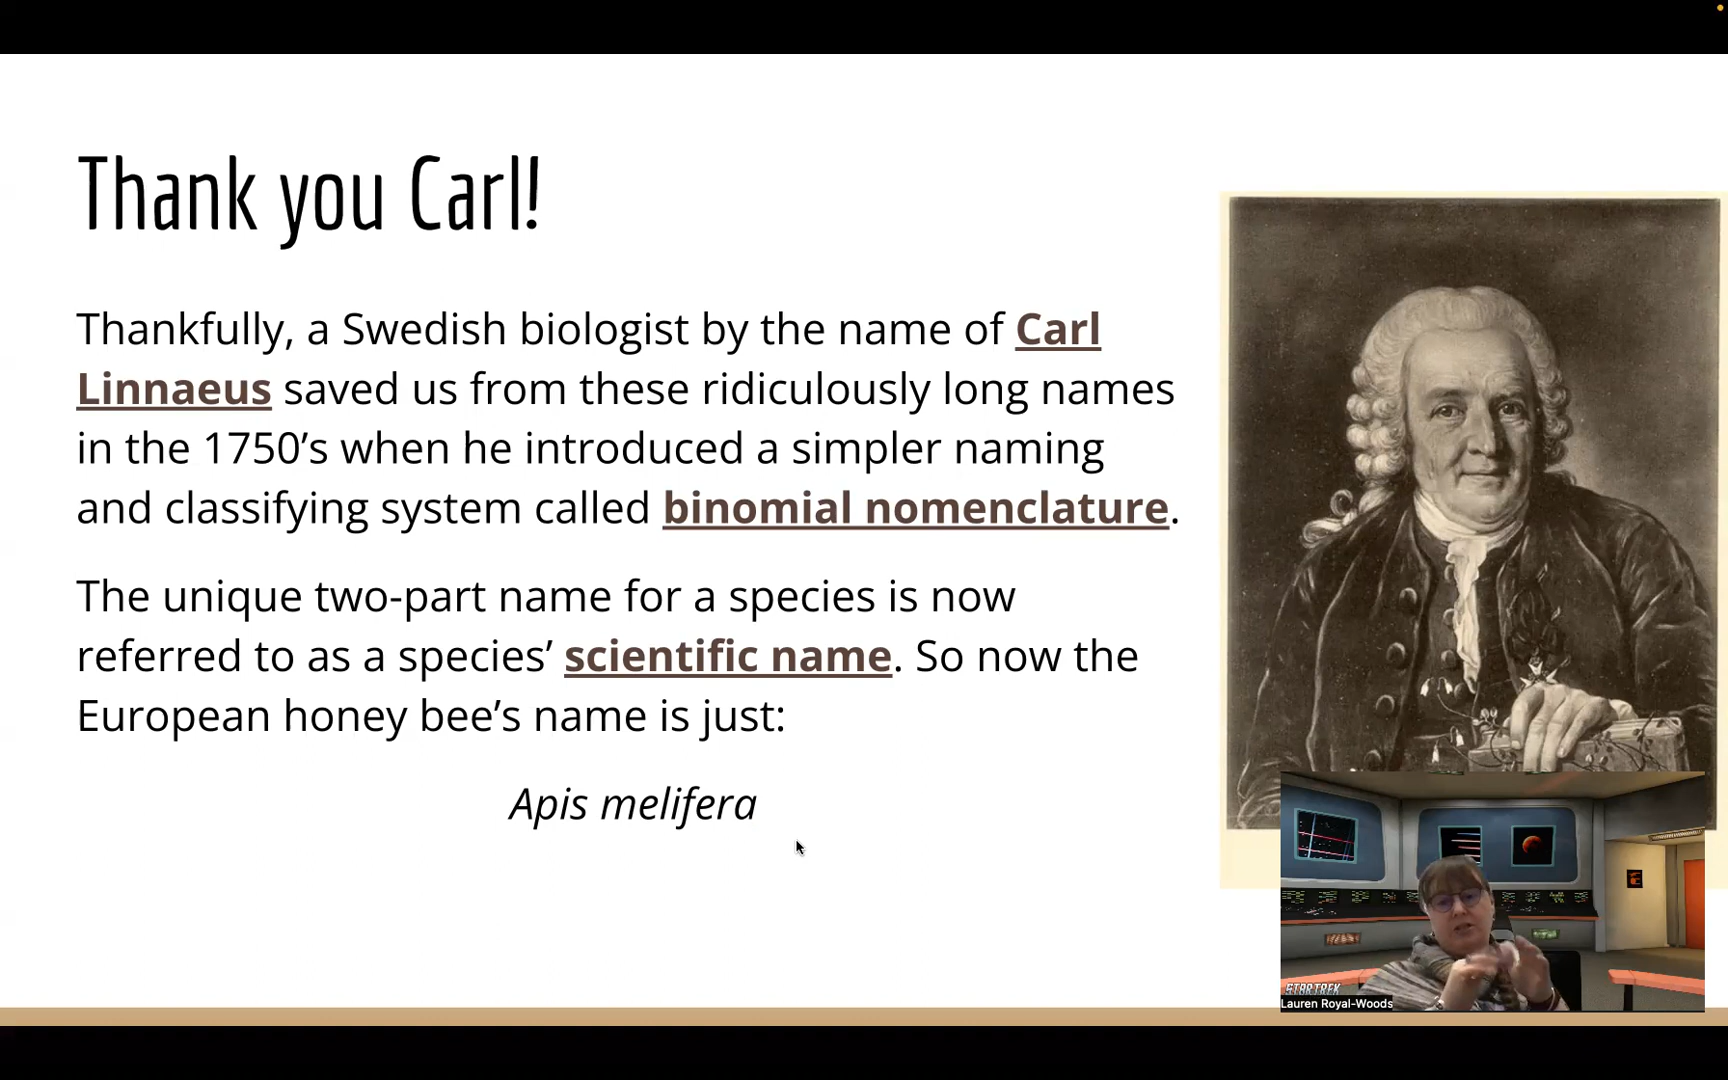 Thank you Carl!
Thankfully, a Swedish biologist by the name of Carl
Linnaeus saved us from these ridiculously long names
in the 1750’s when he introduced a simpler naming
and classifying system called binomial nomenclature.
The unique two-part name for a species is now
referred to as a species’ scientific name. So now the
European honey bee’s name is just:
Apis melifera
STAR TREK
Lauren Royal-Woods